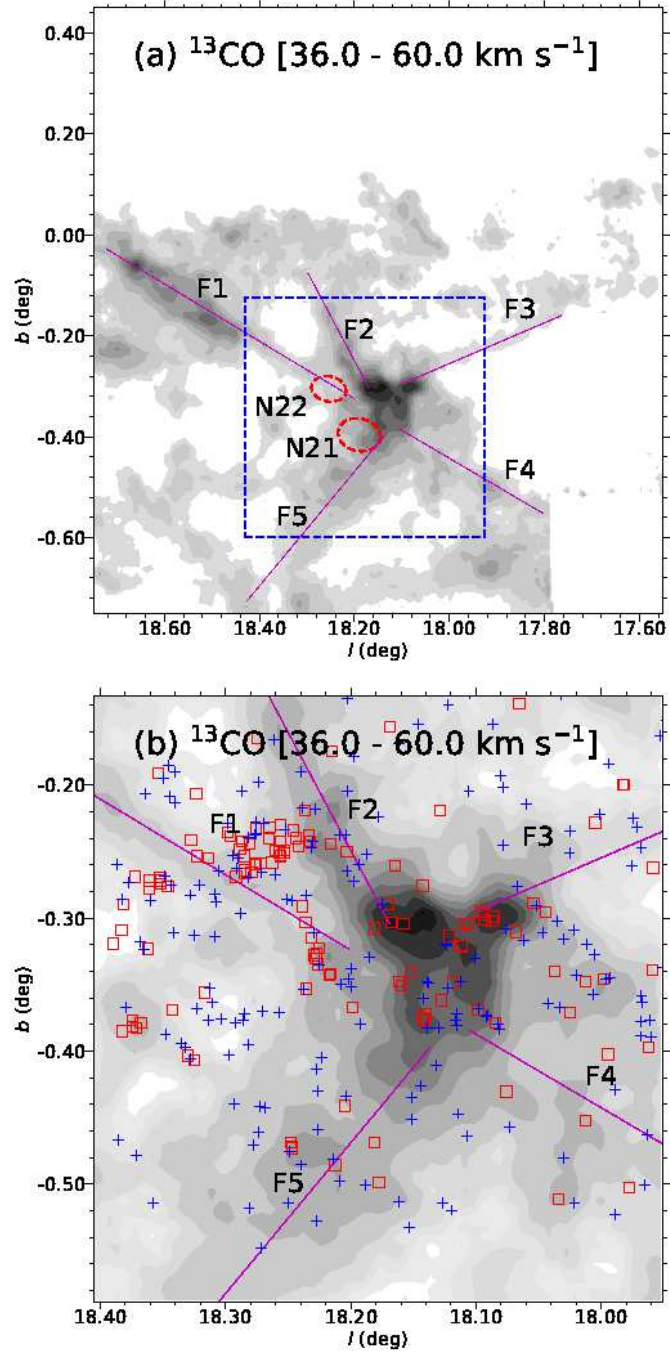 (a) ¹³CO [36.0 - 60.0 km s⁻¹]
0.40
0.20
0.00
-0.20
-0.40
-0.60
b (deg)
F1
F2
F3
N22
N21
F4
F5
18.60 18.40 18.20 18.00 17.80 17.60
l (deg)
(b) ¹³CO [36.0 - 60.0 km s⁻¹]
-0.20
-0.30
-0.40
-0.50
b (deg)
F1
F2
F3
F4
F5
18.40 18.30 18.20 18.10 18.00
l (deg)